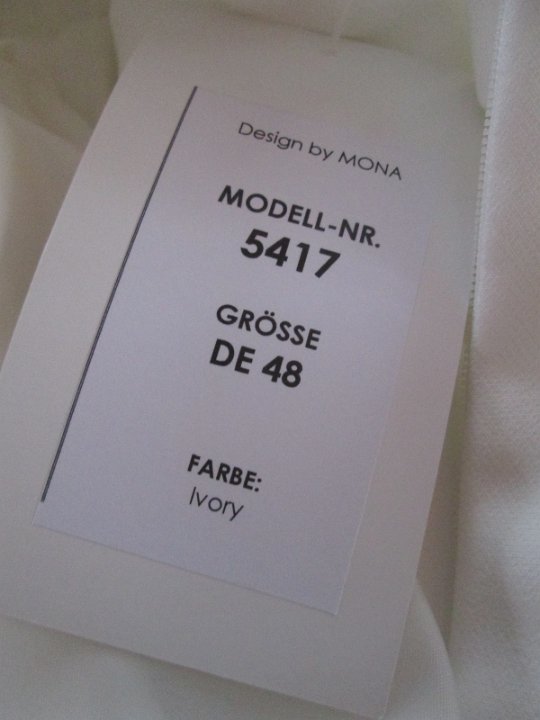 Design by MONA
MODELL-NR.
5417
GRÖSSE
DE 48
FARBE:
Ivory